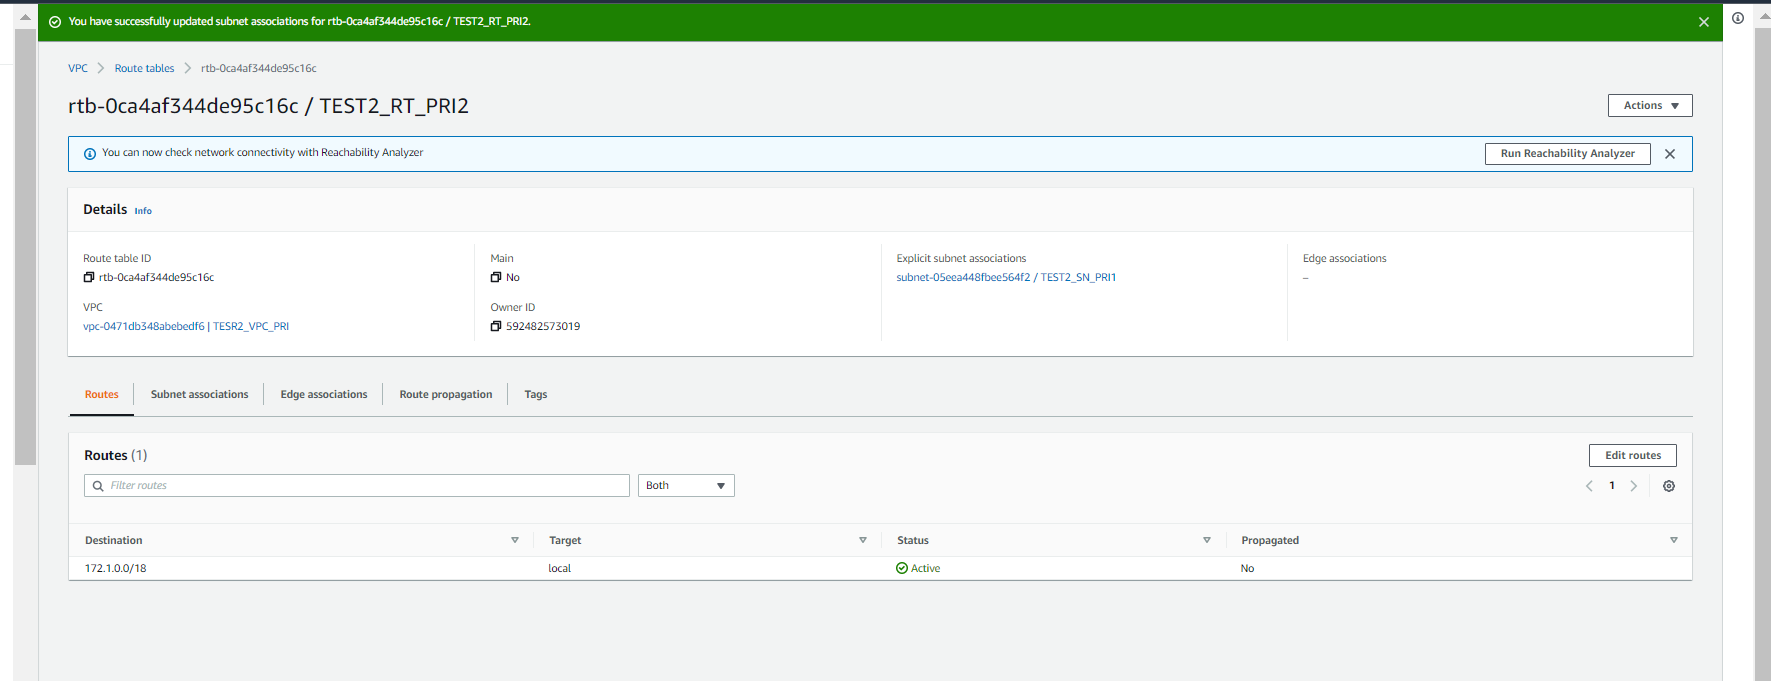 You have successfully updated subnet associations for rtb-0ca4af344de95c16c / TEST2_RT_PRI2.
VPC > Route tables > rtb-0ca4af344de95c16c
rtb-0ca4af344de95c16c / TEST2_RT_PRI2
Actions
You can now check network connectivity with Reachability Analyzer
Run Reachability Analyzer
Details Info
Route table ID
rtb-0ca4af344de95c16c
Main
No
Explicit subnet associations
subnet-05eea448fbee564f2 / TEST2_SN_PRI1
Edge associations
–
VPC
vpc-0471db348abebedf6 | TESR2_VPC_PRI
Owner ID
592482573019
Routes Subnet associations Edge associations Route propagation Tags
Routes (1)
Edit routes
Filter routes
Both
1
Destination Target Status Propagated
172.1.0.0/18 local Active No